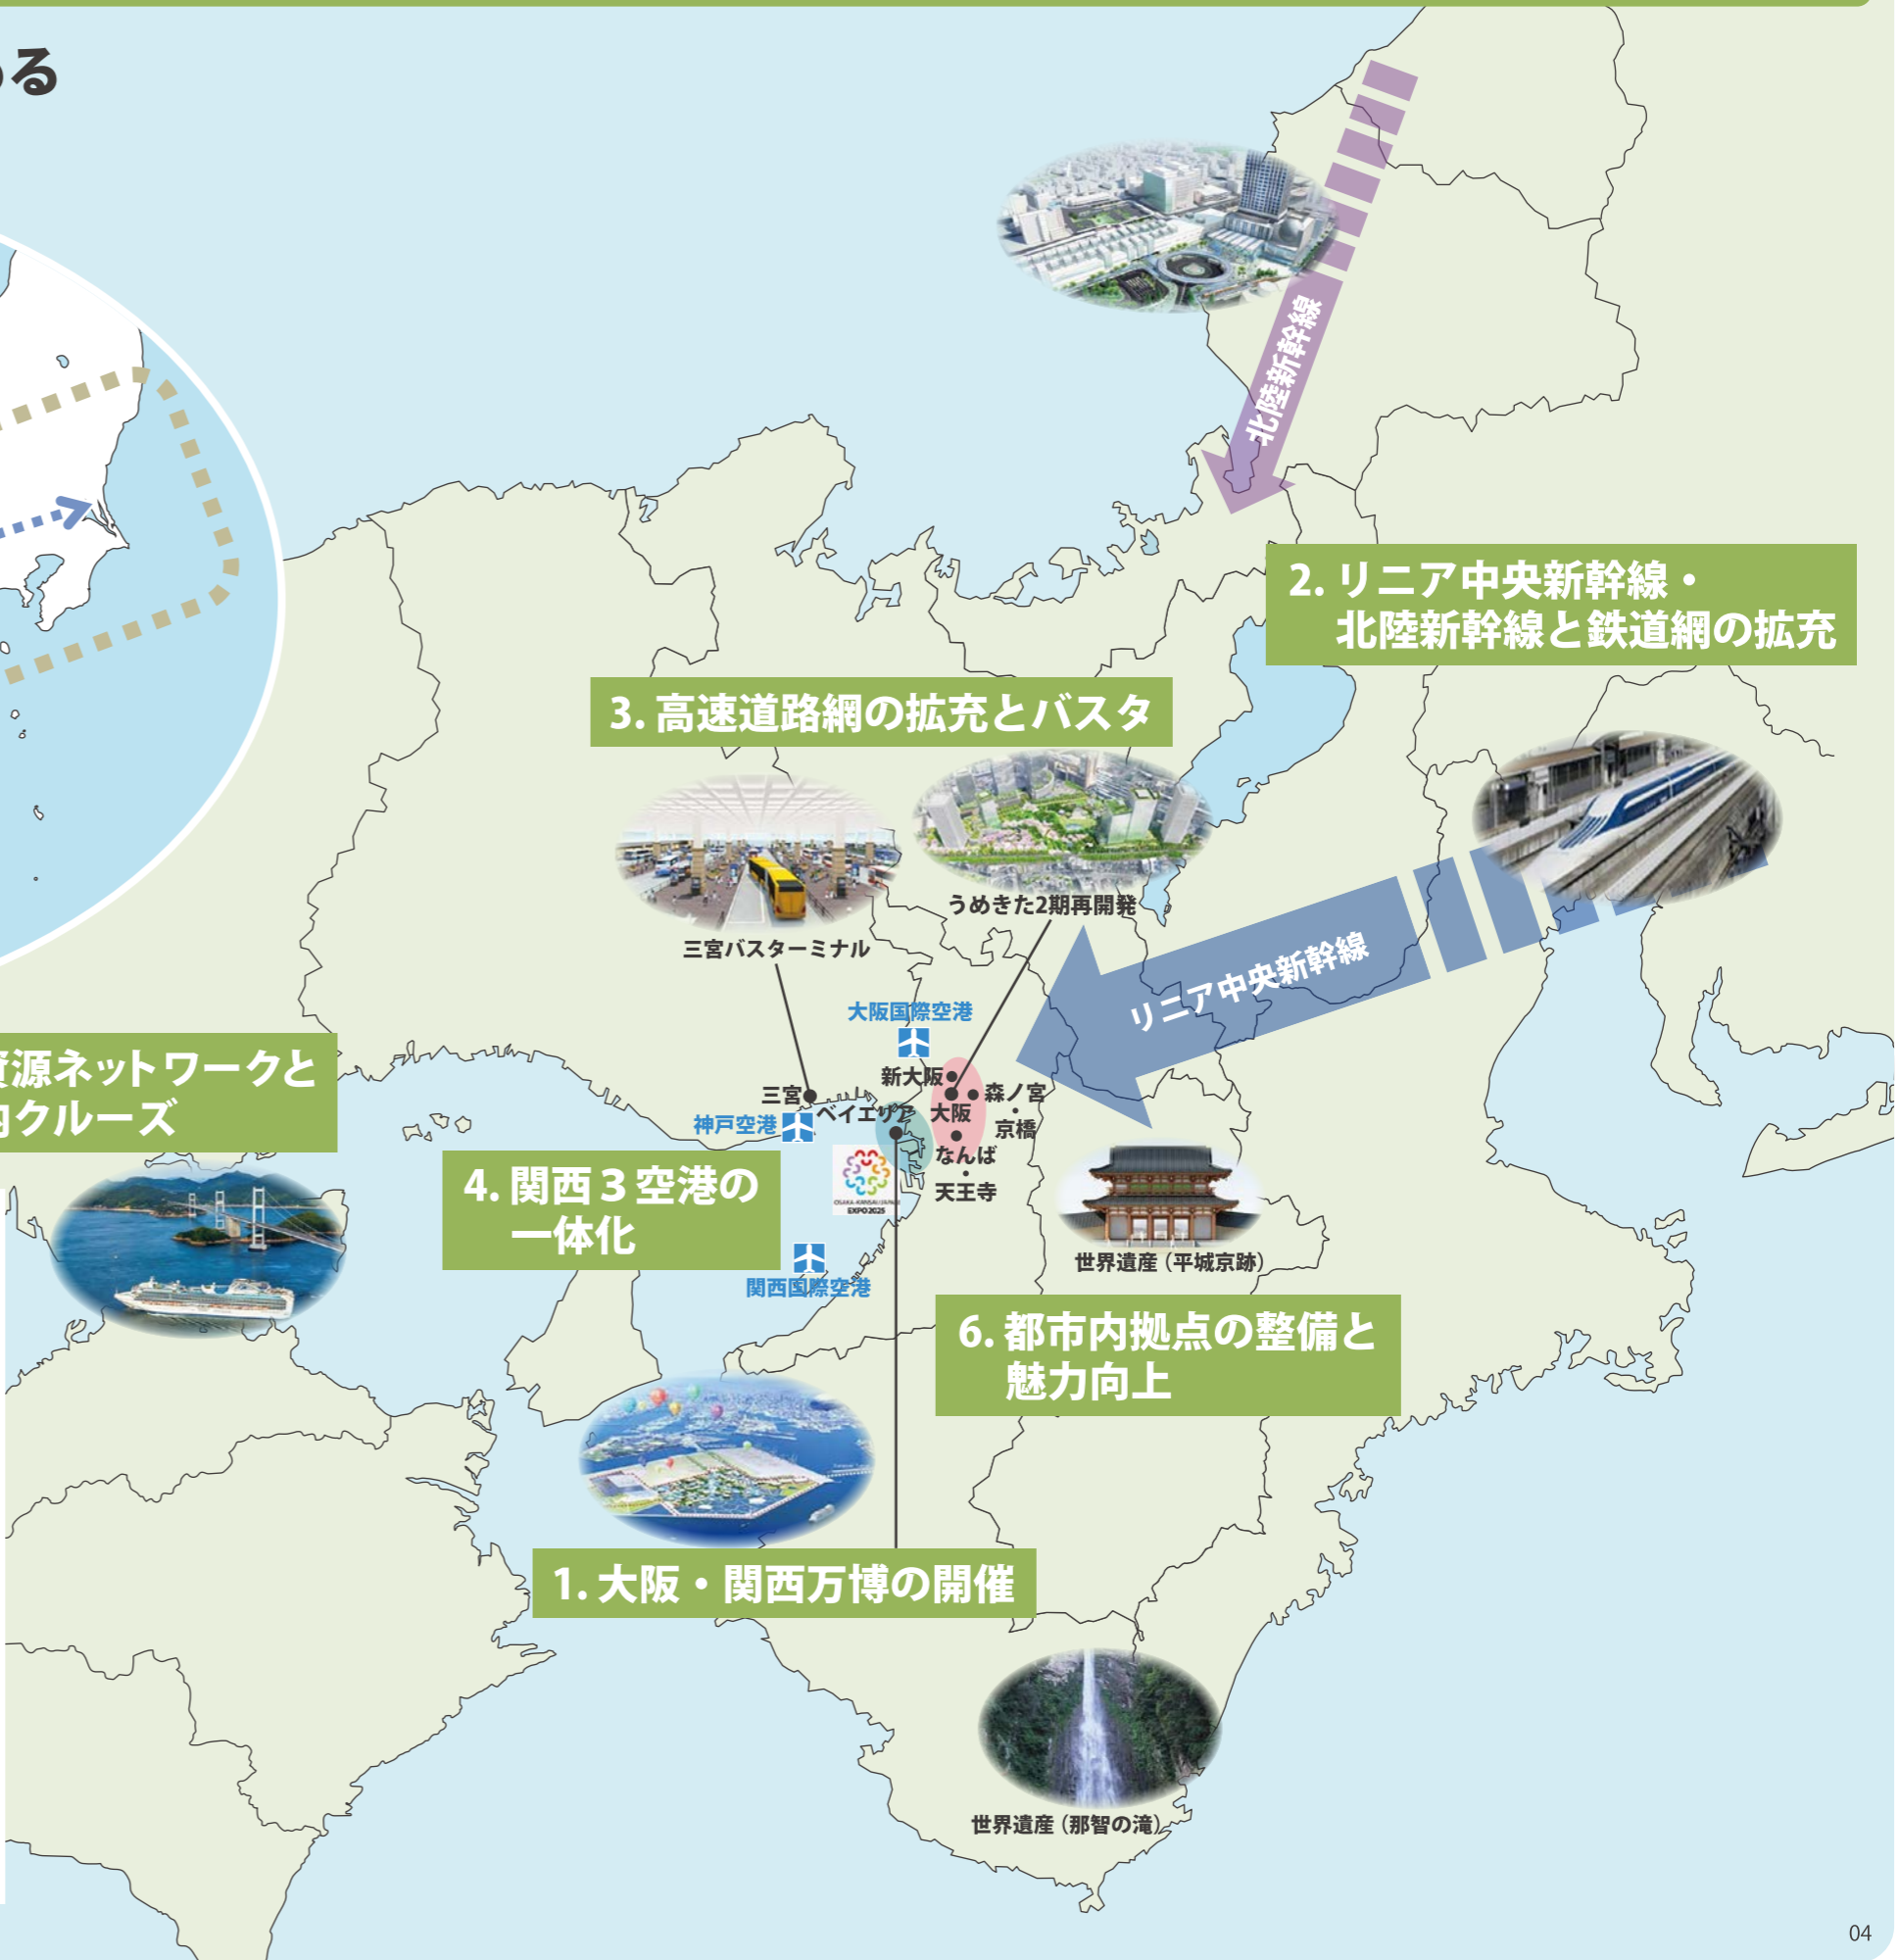 める
北陸新幹線
2. リニア中央新幹線・
北陸新幹線と鉄道網の拡充
3. 高速道路網の拡充とバスタ
うめきた2期再開発
三宮バスターミナル
リニア中央新幹線
大阪国際空港
資源ネットワークと
内クルーズ
新大阪
三宮
森ノ宮
・
京橋
ベイエリア
大阪
神戸空港
なんば
・
天王寺
OSAKA-KANSAI JAPAN
EXPO2025
4. 関西3空港の
一体化
世界遺産（平城京跡）
関西国際空港
6. 都市内拠点の整備と
魅力向上
1. 大阪・関西万博の開催
世界遺産（那智の滝）
04